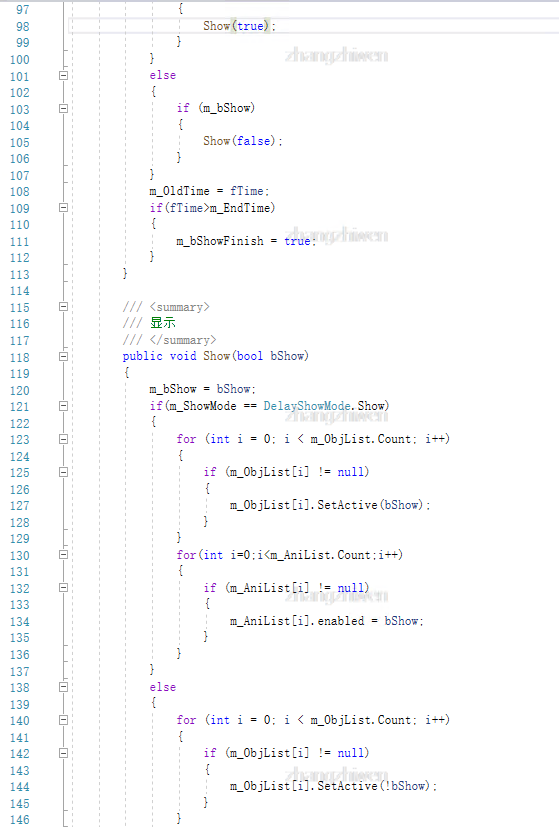 97 {
98 Show(true);
99 }
100 }
101 else
102 {
103 if (m_bShow)
104 {
105 Show(false);
106 }
107 }
108 m_OldTime = fTime;
109 if(fTime>m_EndTime)
110 {
111 m_bShowFinish = true;
112 }
113 }
114
115 /// <summary>
116 /// 显示
117 /// </summary>
118 public void Show(bool bShow)
119 {
120 m_bShow = bShow;
121 if(m_ShowMode == DelayShowMode.Show)
122 {
123 for (int i = 0; i < m_ObjList.Count; i++)
124 {
125 if (m_ObjList[i] != null)
126 {
127 m_ObjList[i].SetActive(bShow);
128 }
129 }
130 for(int i=0;i<m_AniList.Count;i++)
131 {
132 if (m_AniList[i] != null)
133 {
134 m_AniList[i].enabled = bShow;
135 }
136 }
137 }
138 else
139 {
140 for (int i = 0; i < m_ObjList.Count; i++)
141 {
142 if (m_ObjList[i] != null)
143 {
144 m_ObjList[i].SetActive(!bShow);
145 }
146 }
zhangzhiwen
zhangzhiwen
zhangzhiwen
zhangzhiwen
zhangzhiwen